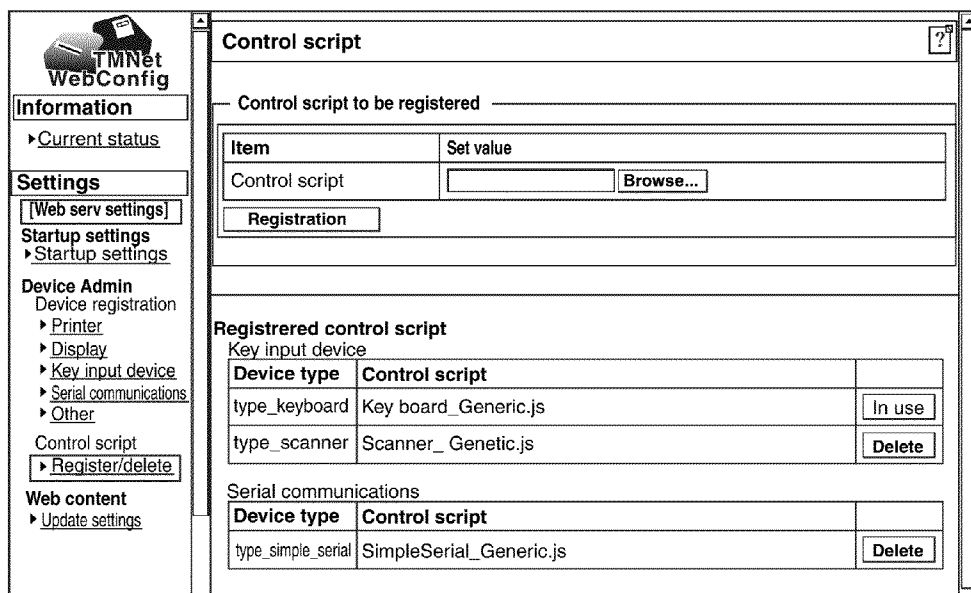 TMNet
WebConfig
Information
Current status
Settings
[Web serv settings]
Startup settings
Startup settings
Device Admin
Device registration
Printer
Display
Key input device
Serial communications
Other
Control script
Register/delete
Web content
Update settings
Control script
?
Control script to be registered
Item Set value
Control script Browse...
Registration
Registrered control script
Key input device
Device type Control script
type_keyboard Key board_Generic.js In use
type_scanner Scanner_ Genetic.js Delete
Serial communications
Device type Control script
type_simple_serial SimpleSerial_Generic.js Delete